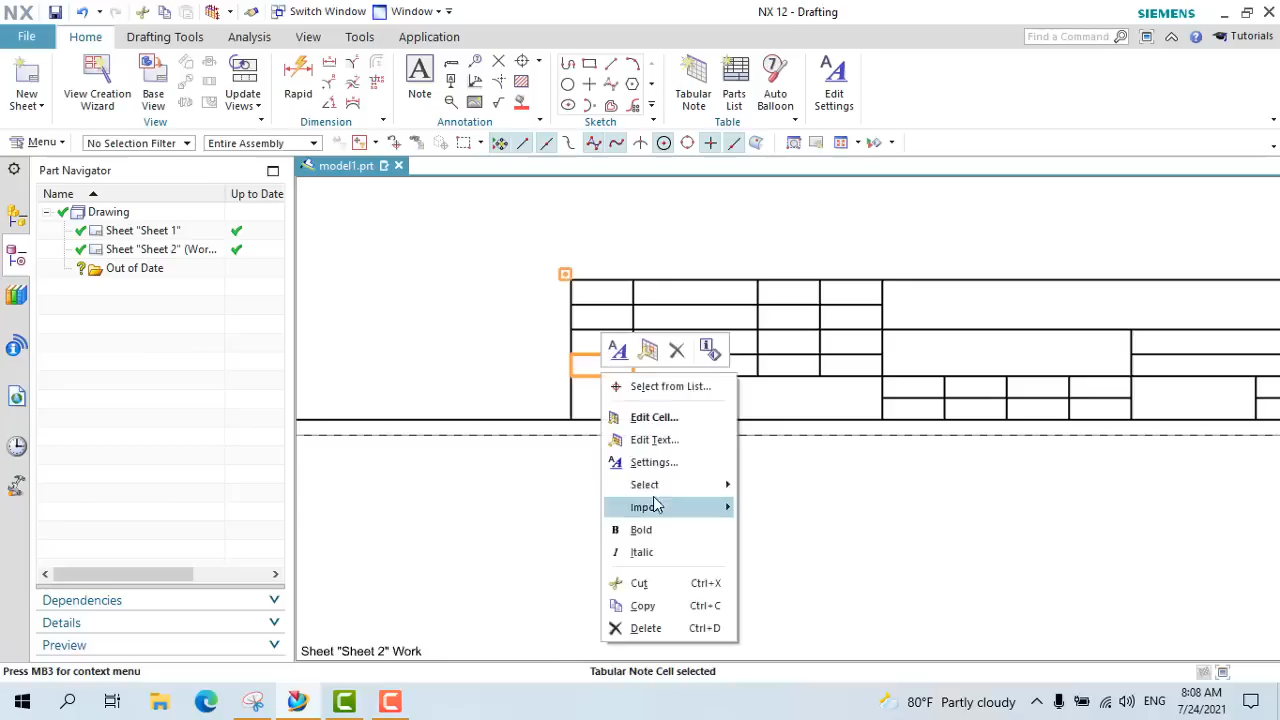 NX Switch Window Window NX 12 - Drafting SIEMENS
File Home Drafting Tools Analysis View Tools Application Find a Command Tutorials
New Sheet View Creation Wizard Base View Update Views Rapid Note Tabular Note Parts List Auto Balloon Edit Settings
View Dimension Annotation Sketch Table
Menu No Selection Filter Entire Assembly
Part Navigator model1.prt
Name Up to Date
Drawing
Sheet "Sheet 1"
Sheet "Sheet 2" (Wor...
Out of Date
Select from List...
Edit Cell...
Edit Text...
Settings...
Select
Bold
Italic
Cut Ctrl+X
Copy Ctrl+C
Delete Ctrl+D
Dependencies
Details
Preview
Sheet "Sheet 2" Work
Press MB3 for context menu Tabular Note Cell selected
80°F Partly cloudy ENG 8:08 AM
7/24/2021